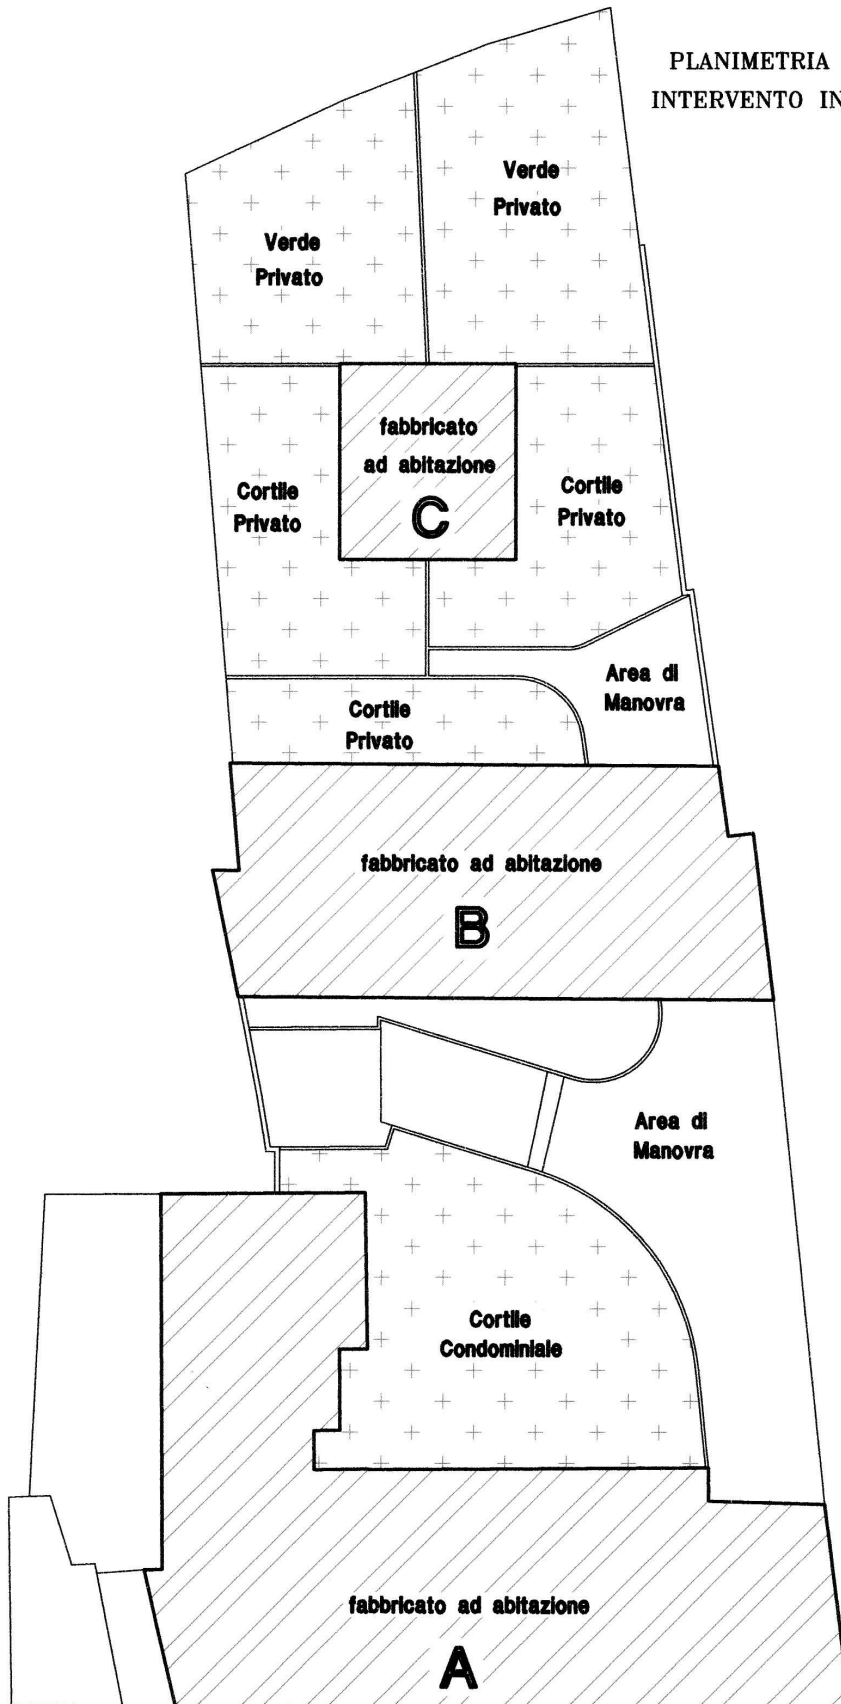 PLANIMETRIA
INTERVENTO IN
Verde
Privato
Verde
Privato
fabbricato
ad abitazione
C
Cortile
Privato
Cortile
Privato
Area di
Manovra
Cortile
Privato
fabbricato ad abitazione
B
Area di
Manovra
Cortile
Condominiale
fabbricato ad abitazione
A